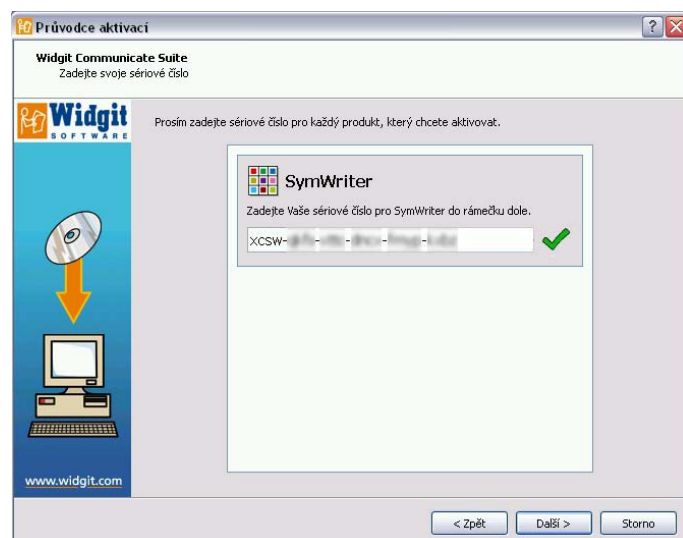 Průvodce aktivací
Widgit Communicate Suite
Zadejte svoje sériové číslo
Widgit
SOFTWARE
Prosím zadejte sériové číslo pro každý produkt, který chcete aktivovat.
SymWriter
Zadejte Vaše sériové číslo pro SymWriter do rámečku dole.
xcsw-
www.widgit.com
< Zpět
Další >
Storno